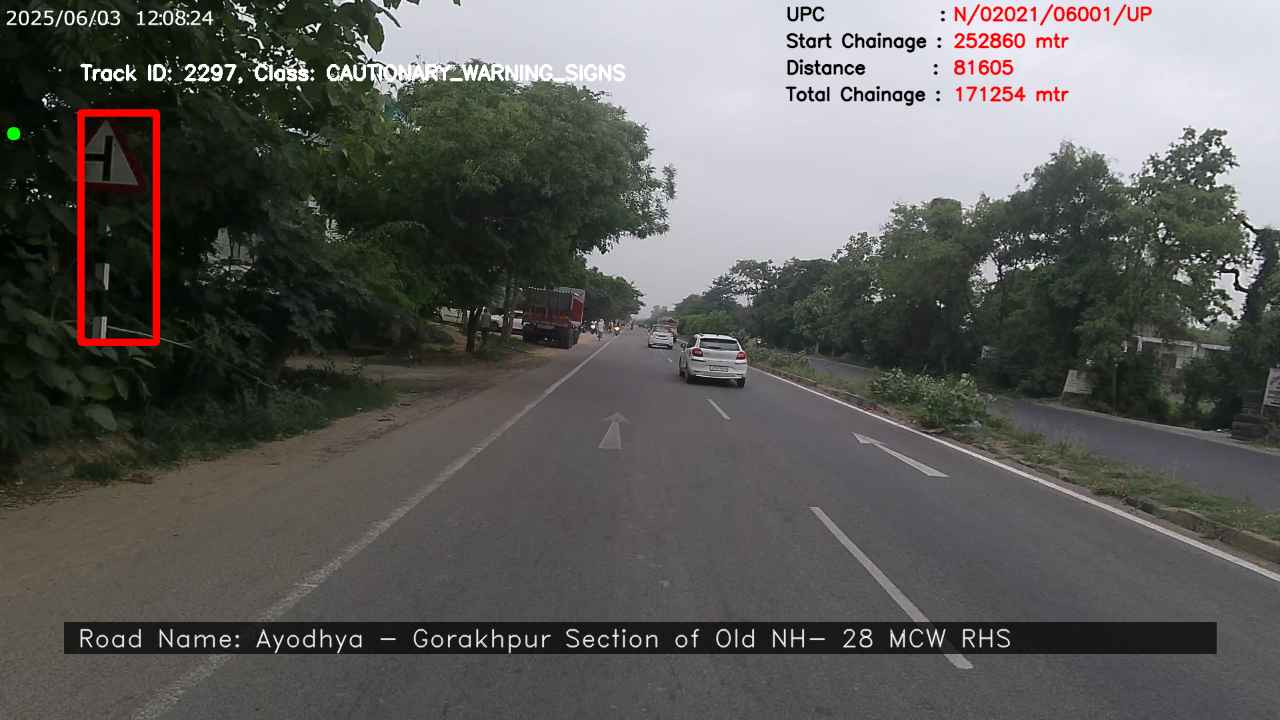 2025/06/03 12:08:24
UPC : N/02021/06001/UP
Start Chainage : 252860 mtr
Distance : 81605
Total Chainage : 171254 mtr
Track ID: 2297, Class: CAUTIONARY_WARNING_SIGNS
Road Name: Ayodhya - Gorakhpur Section of Old NH- 28 MCW RHS